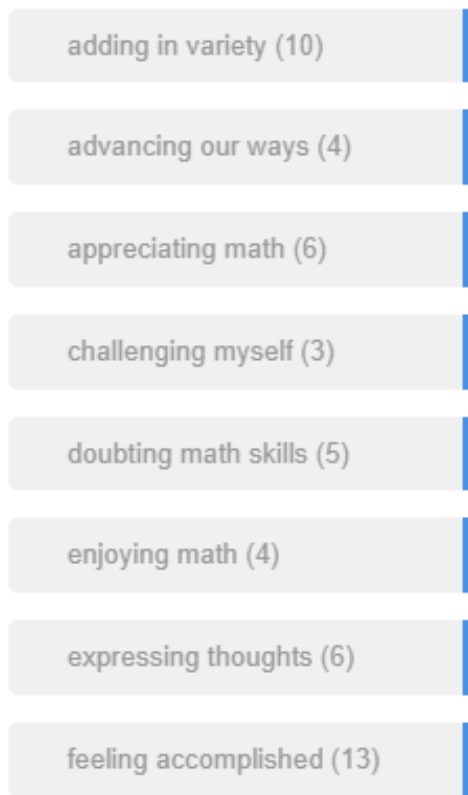 adding in variety (10)
advancing our ways (4)
appreciating math (6)
challenging myself (3)
doubting math skills (5)
enjoying math (4)
expressing thoughts (6)
feeling accomplished (13)